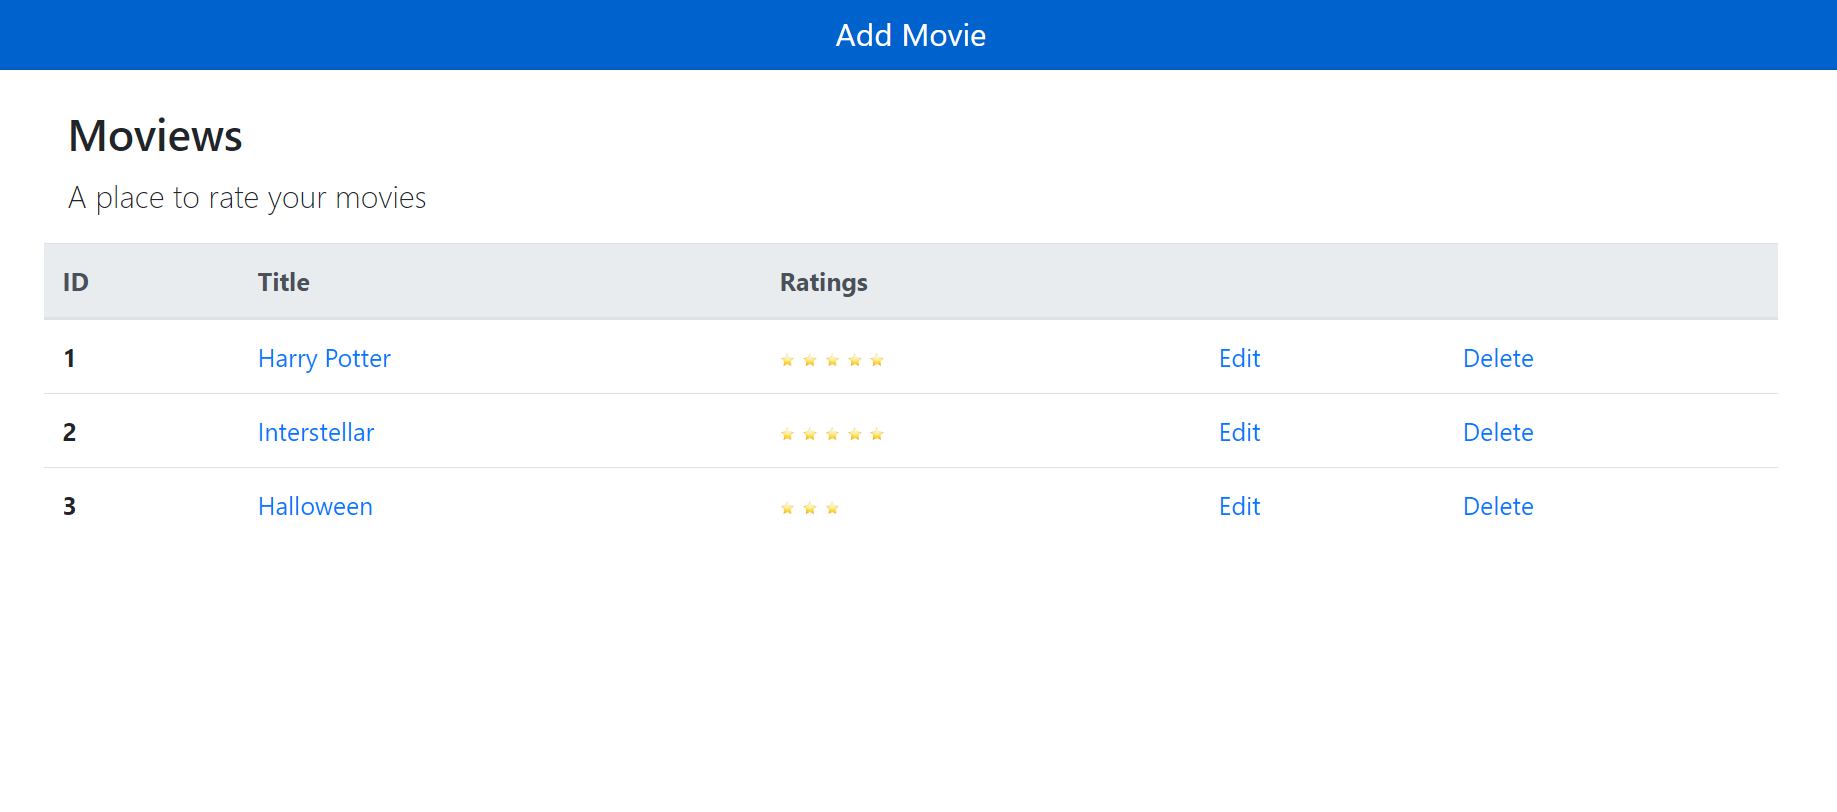 Add Movie
Moviews
A place to rate your movies
ID Title Ratings
1 Harry Potter Edit Delete
2 Interstellar Edit Delete
3 Halloween Edit Delete